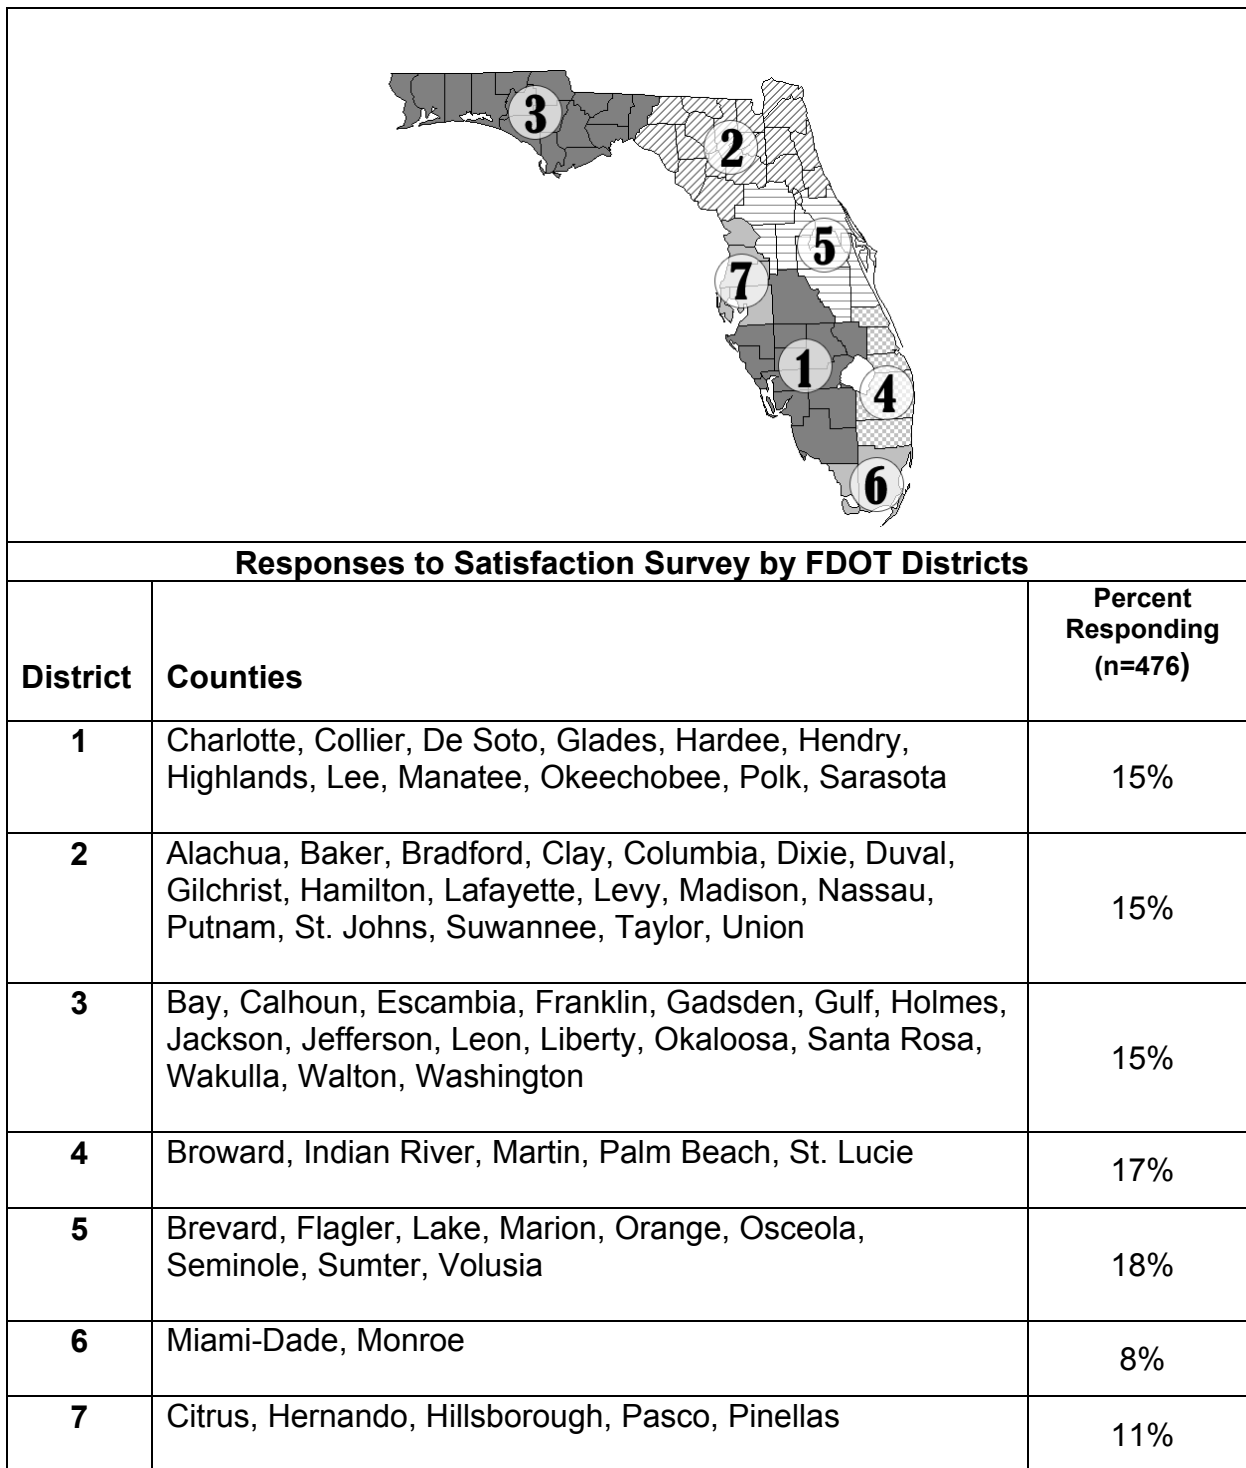 3
2
5
7
1
4
6
Responses to Satisfaction Survey by FDOT Districts
District
Counties
Percent
Responding
(n=476)
1
Charlotte, Collier, De Soto, Glades, Hardee, Hendry,
Highlands, Lee, Manatee, Okeechobee, Polk, Sarasota
15%
2
Alachua, Baker, Bradford, Clay, Columbia, Dixie, Duval,
Gilchrist, Hamilton, Lafayette, Levy, Madison, Nassau,
Putnam, St. Johns, Suwannee, Taylor, Union
15%
3
Bay, Calhoun, Escambia, Franklin, Gadsden, Gulf, Holmes,
Jackson, Jefferson, Leon, Liberty, Okaloosa, Santa Rosa,
Wakulla, Walton, Washington
15%
4
Broward, Indian River, Martin, Palm Beach, St. Lucie
17%
5
Brevard, Flagler, Lake, Marion, Orange, Osceola,
Seminole, Sumter, Volusia
18%
6
Miami-Dade, Monroe
8%
7
Citrus, Hernando, Hillsborough, Pasco, Pinellas
11%